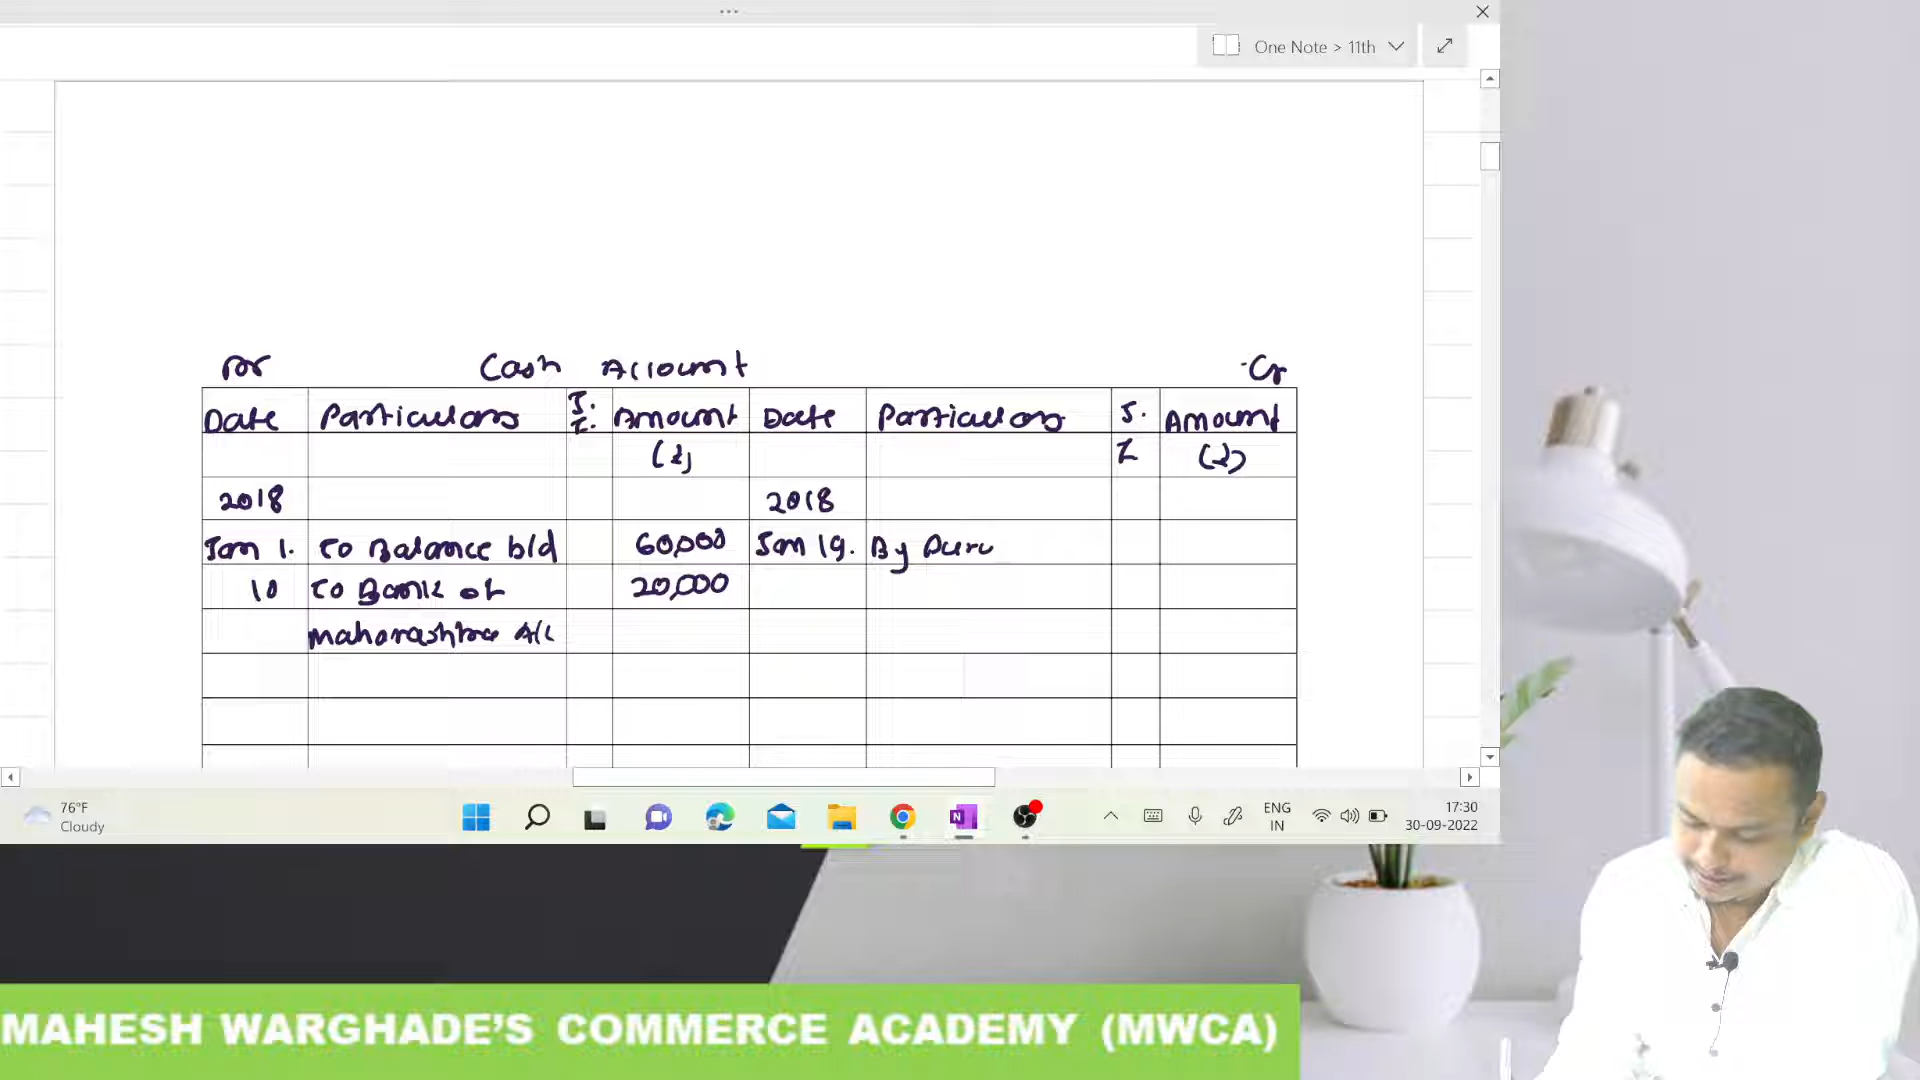 One Note > 11th
Dr Cash Account Cr
Date Particulars J. Amount Date Particulars J. Amount
F. (₹) F (₹)
2018 2018
Jan 1. To Balance b/d 60,000 Jan 19. By Puru
10 To Bank of 20,000
Maharashtra A/c
76°F
Cloudy
ENG
IN
17:30
30-09-2022
MAHESH WARGHADE'S COMMERCE ACADEMY (MWCA)